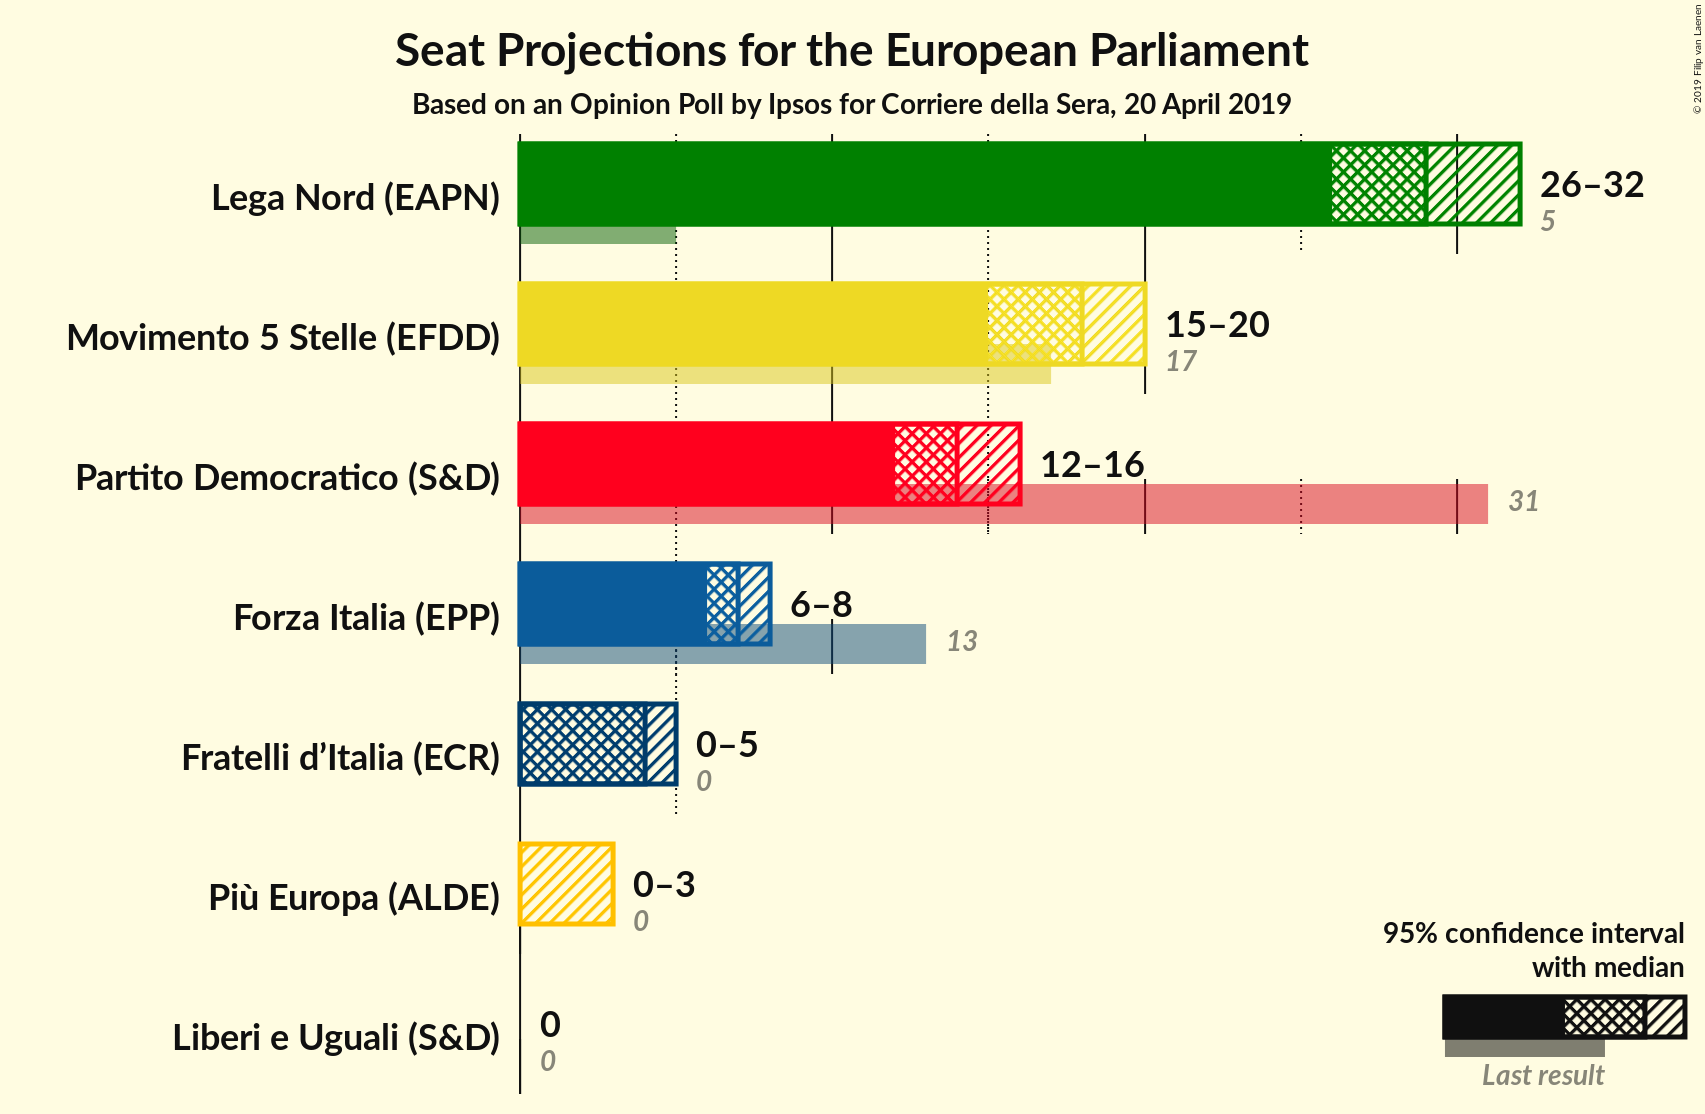 Seat Projections for the European Parliament
Based on an Opinion Poll by Ipsos for Corriere della Sera, 20 April 2019
© 2019 Filip van Laenen
Lega Nord (EAPN)
26–32
5
Movimento 5 Stelle (EFDD)
15–20
17
Partito Democratico (S&D)
12–16
31
Forza Italia (EPP)
6–8
13
Fratelli d’Italia (ECR)
0–5
0
Più Europa (ALDE)
0–3
0
Liberi e Uguali (S&D)
0
0
95% confidence interval
with median
Last result